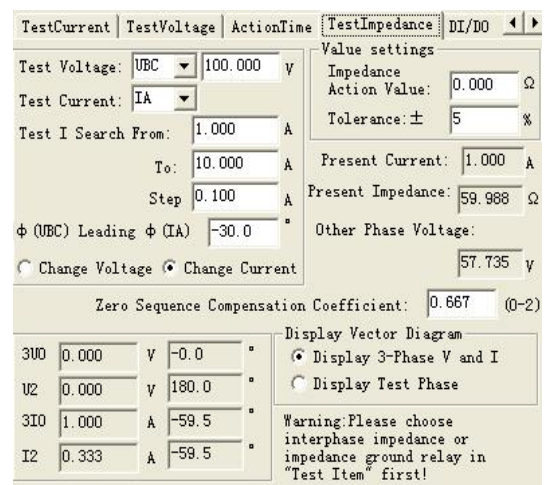 TestCurrent TestVoltage ActionTime TestImpedance DI/DO
Test Voltage: UBC 100.000 V
Test Current: IA
Test I Search From: 1.000 A
To: 10.000 A
Step 0.100 A
ϕ (UBC) Leading ϕ (IA) -30.0 °
Change Voltage Change Current
Value settings
Impedance
Action Value: 0.000 Ω
Tolerance:± 5 %
Present Current: 1.000 A
Present Impedance: 59.988 Ω
Other Phase Voltage:
57.735 V
Zero Sequence Compensation Coefficient: 0.667 (0-2)
3U0 0.000 V -0.0 °
U2 0.000 V 180.0 °
3I0 1.000 A -59.5 °
I2 0.333 A -59.5 °
Display Vector Diagram
Display 3-Phase V and I
Display Test Phase
Warning:Please choose
interphase impedance or
impedance ground relay in
"Test Item" first!